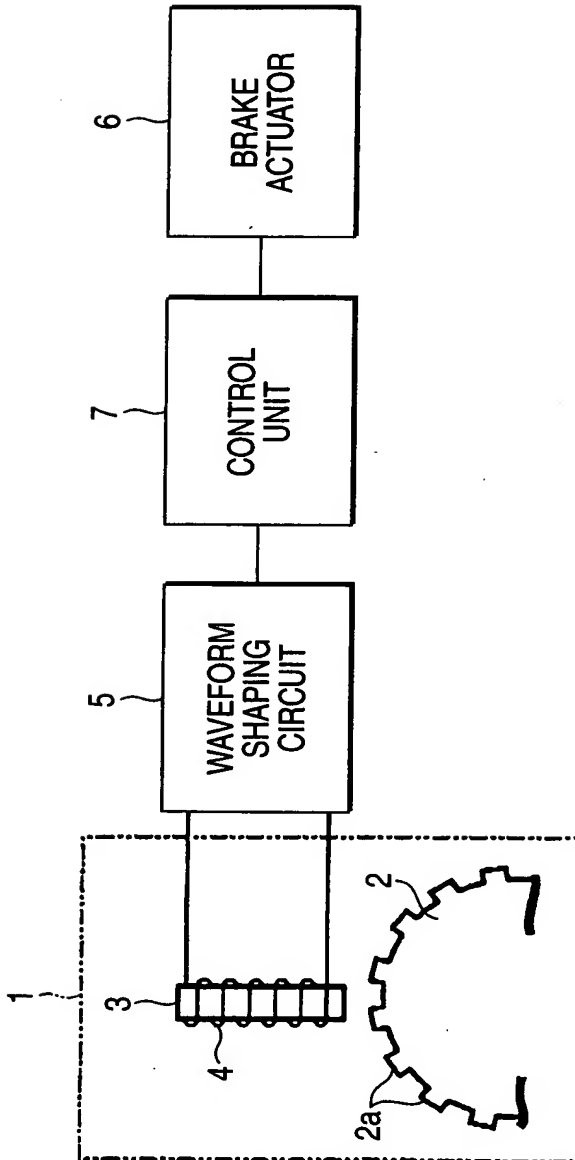 1
3
4
2
2a
5
WAVEFORM
SHAPING
CIRCUIT
7
CONTROL
UNIT
6
BRAKE
ACTUATOR